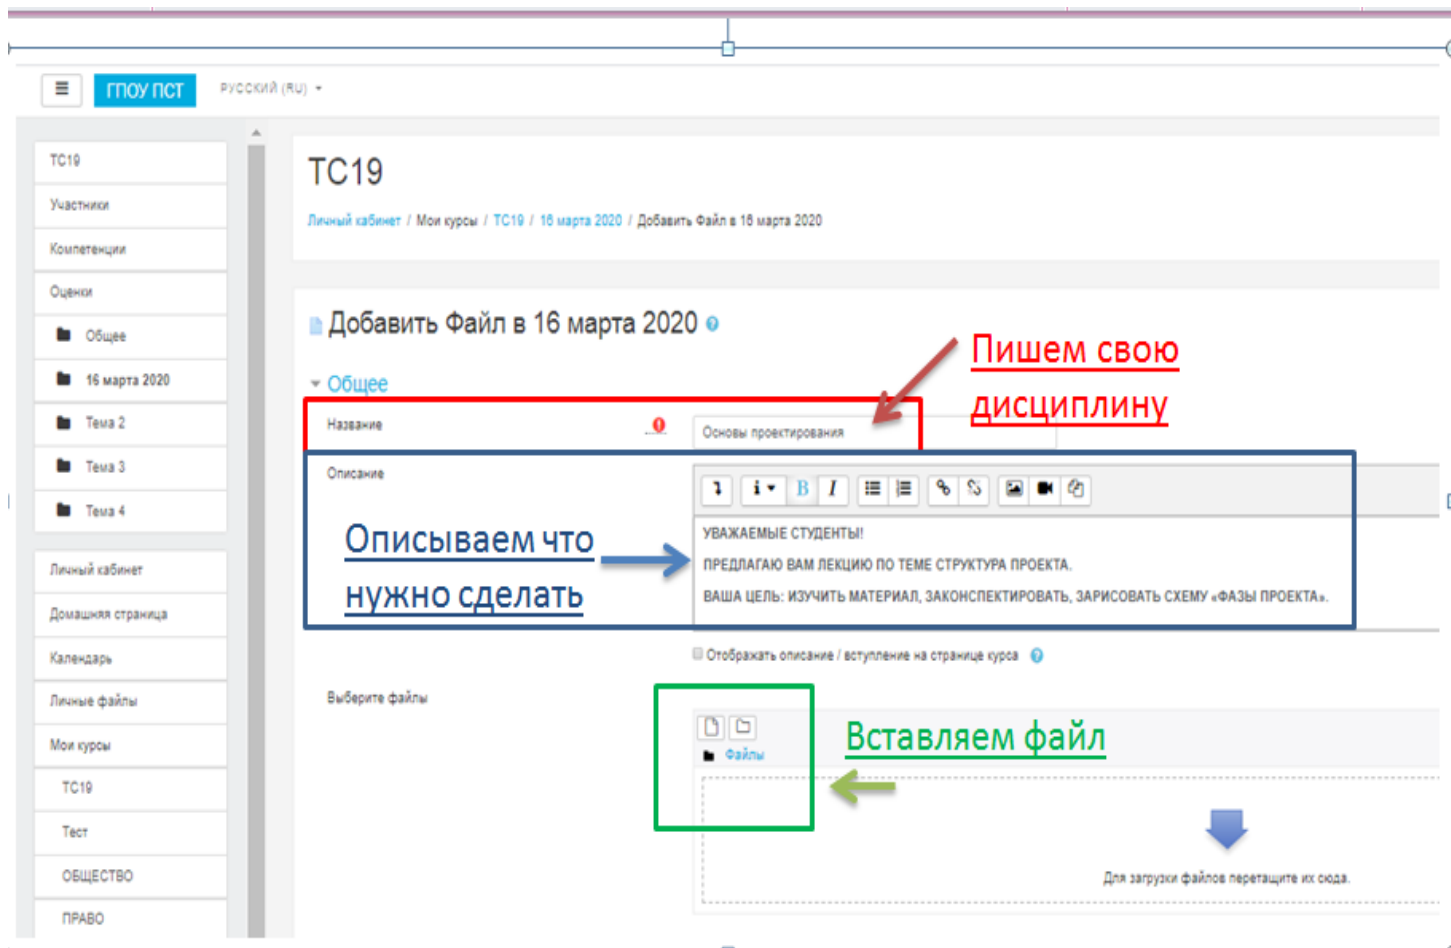 ГПОУ ПСТ
РУССКИЙ (RU)
ТС19
Участники
Компетенции
Оценки
Общее
16 марта 2020
Тема 2
Тема 3
Тема 4
Личный кабинет
Домашняя страница
Календарь
Личные файлы
Мои курсы
ТС19
Тест
ОБЩЕСТВО
ПРАВО
ТС19
Личный кабинет / Мои курсы / ТС19 / 16 марта 2020 / Добавить Файл в 16 марта 2020
Добавить Файл в 16 марта 2020
Пишем свою
дисциплину
Общее
Название
Основы проектирования
Описание
Описываем что
нужно сделать
УВАЖАЕМЫЕ СТУДЕНТЫ!
ПРЕДЛАГАЮ ВАМ ЛЕКЦИЮ ПО ТЕМЕ СТРУКТУРА ПРОЕКТА.
ВАША ЦЕЛЬ: ИЗУЧИТЬ МАТЕРИАЛ, ЗАКОНСПЕКТИРОВАТЬ, ЗАРИСОВАТЬ СХЕМУ «ФАЗЫ ПРОЕКТА».
Отображать описание / вступление на странице курса
Выберите файлы
Файлы
Вставляем файл
Для загрузки файлов перетащите их сюда.